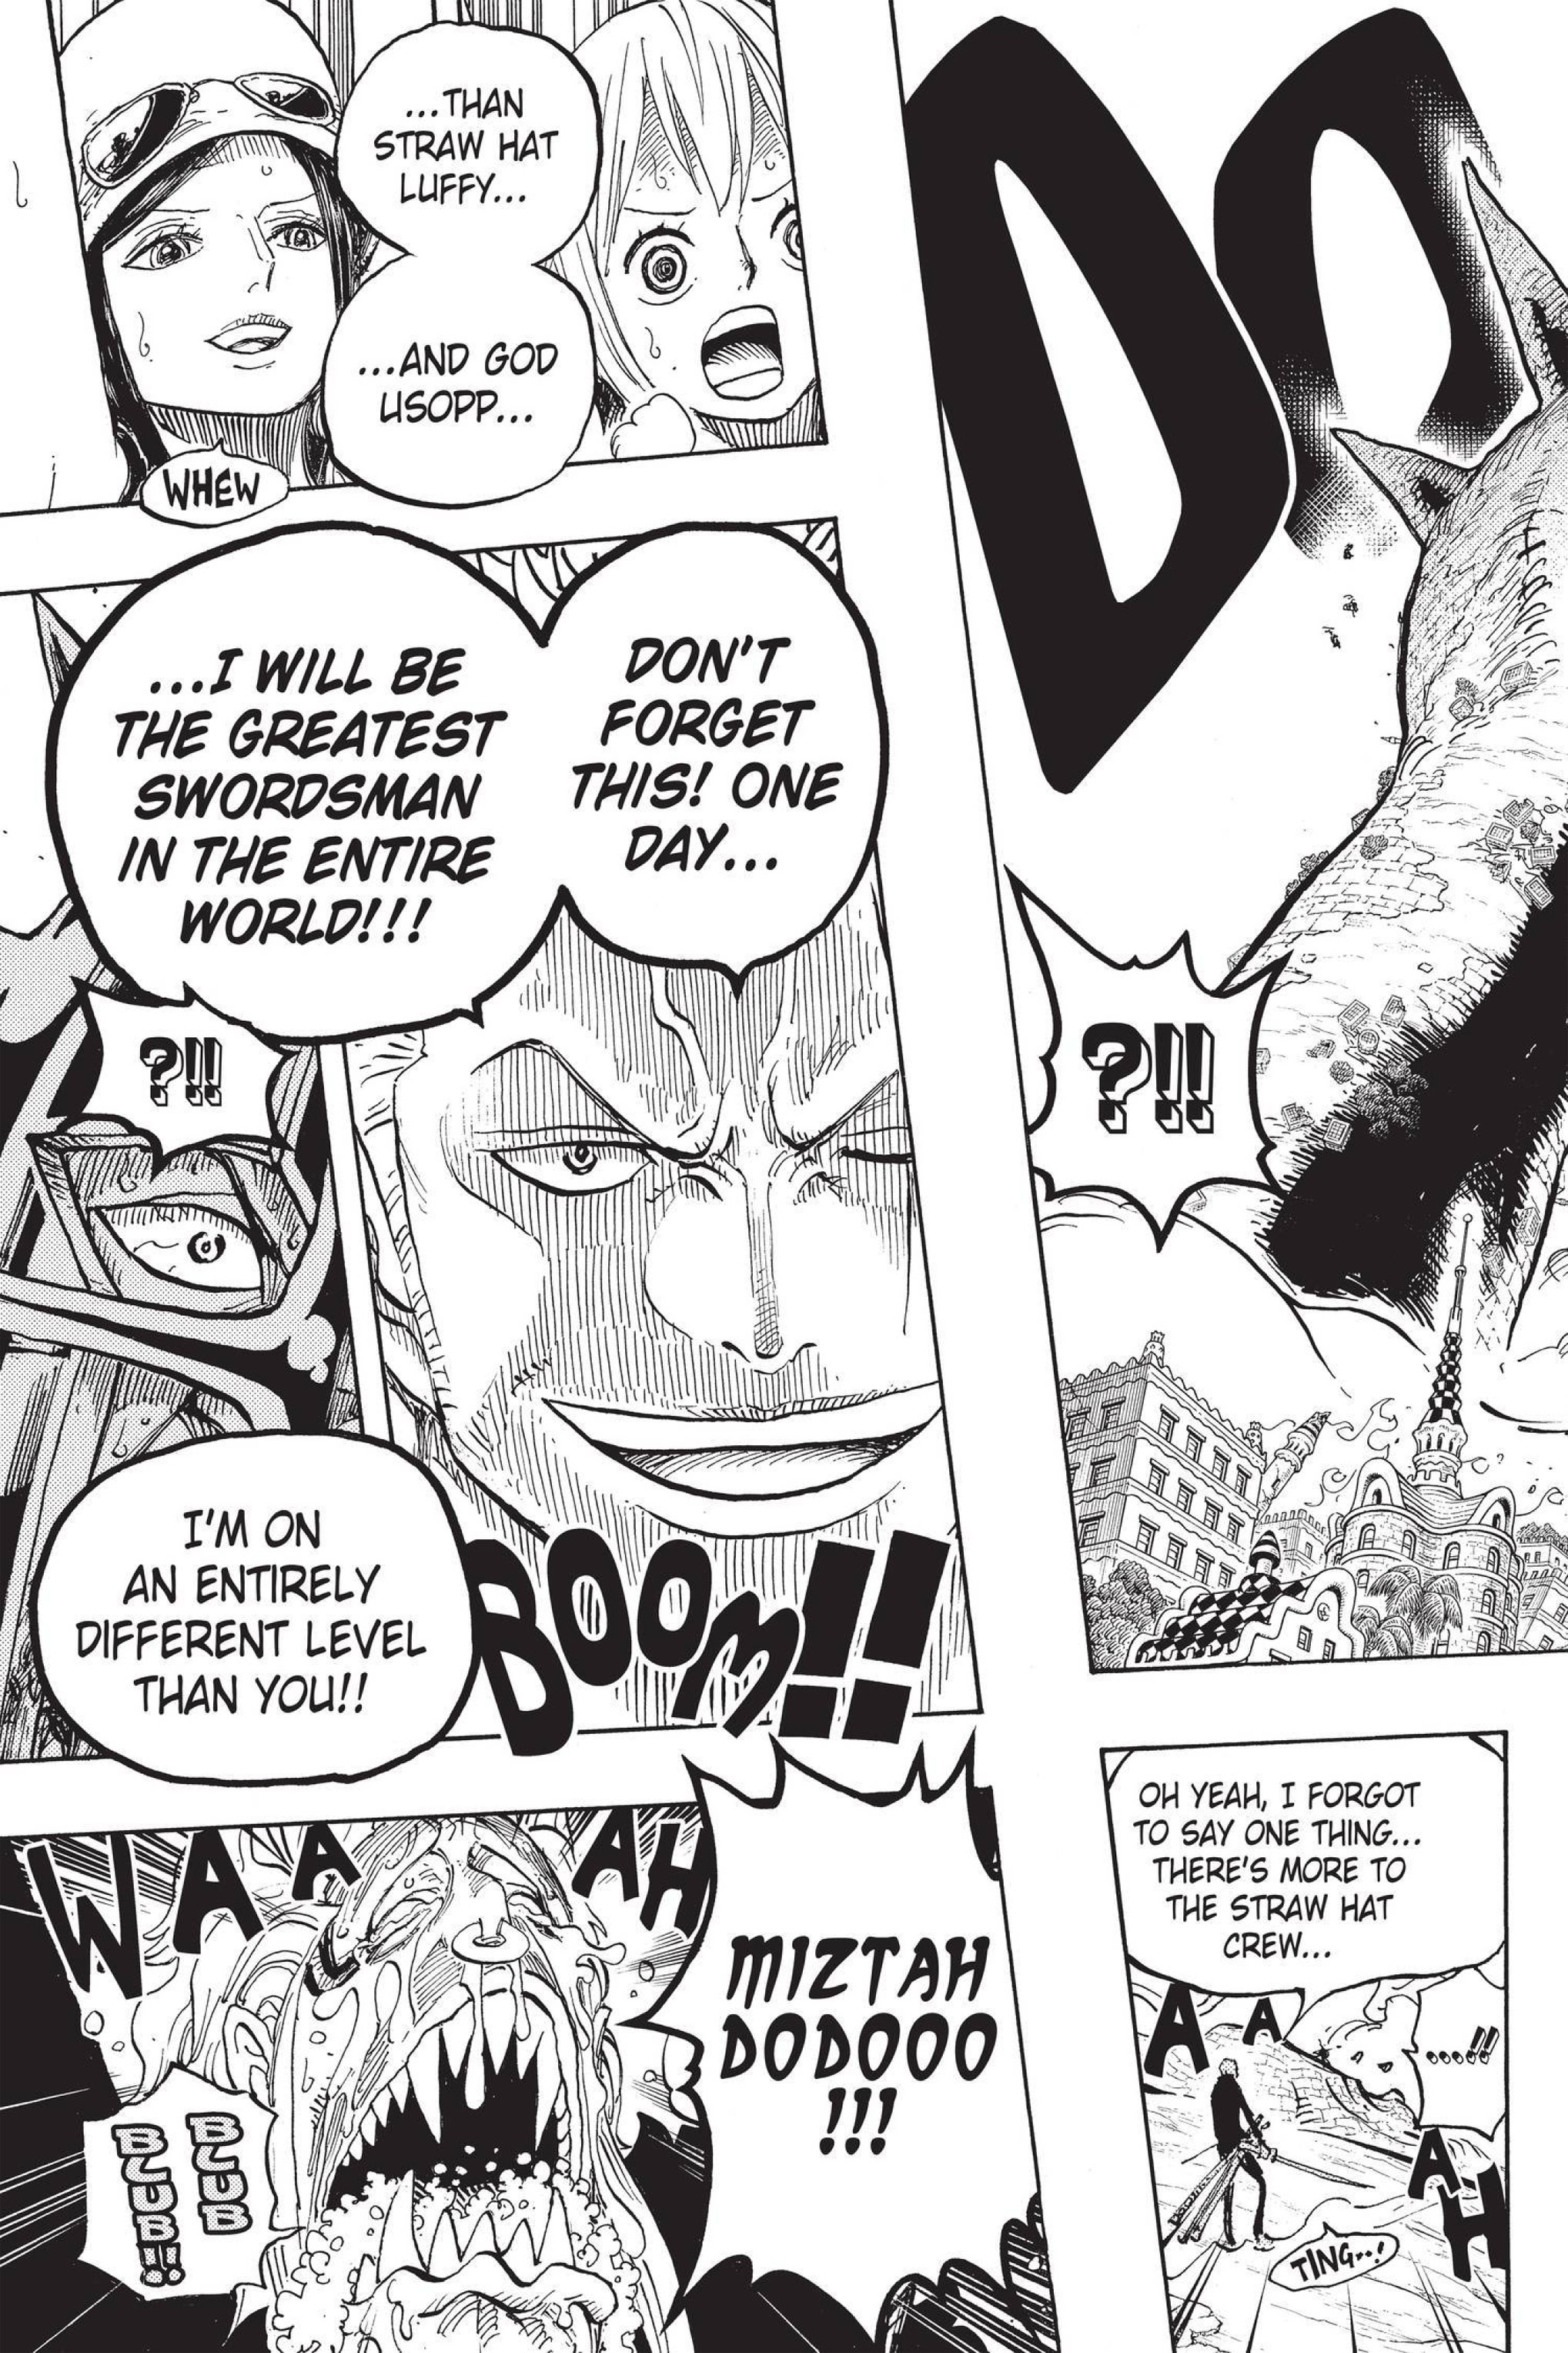 ?!!
OH YEAH, I FORGOT
TO SAY ONE THING...
THERE'S MORE TO
THE STRAW HAT
CREW...
....!!
AAAH
TING...!
...THAN
STRAW HAT
LUFFY...
...AND GOD
USOPP...
WHEW
DON'T
FORGET
THIS! ONE
DAY...
...I WILL BE
THE GREATEST
SWORDSMAN
IN THE ENTIRE
WORLD!!!
BOOM!!
?!!
I'M ON
AN ENTIRELY
DIFFERENT LEVEL
THAN YOU!!
MIZTAH
DODOOO
!!!
WAAAH
BLUB
BLUB!!